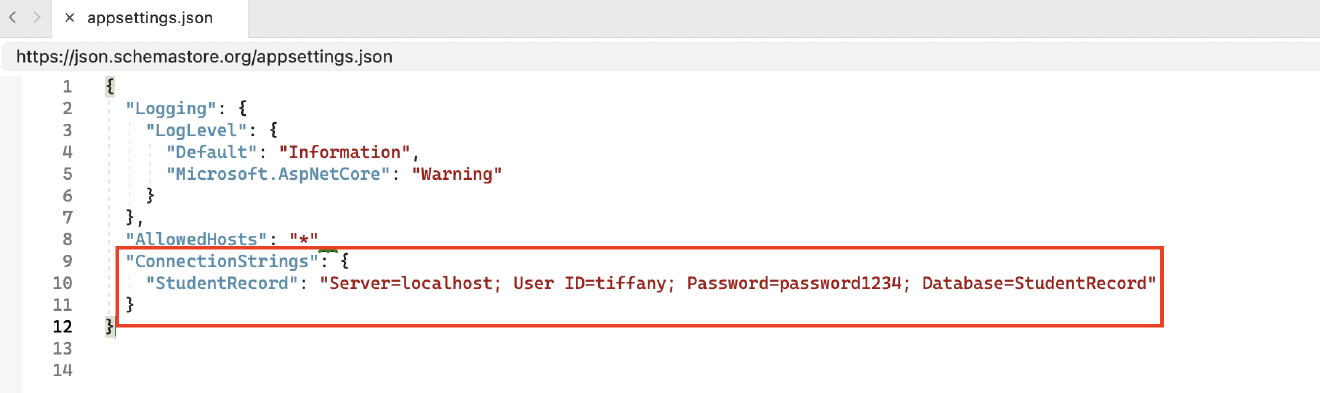 appsettings.json
https://json.schemastore.org/appsettings.json
1 {
2 "Logging": {
3 "LogLevel": {
4 "Default": "Information",
5 "Microsoft.AspNetCore": "Warning"
6 }
7 },
8 "AllowedHosts": "*"
9 "ConnectionStrings": {
10 "StudentRecord": "Server=localhost; User ID=tiffany; Password=password1234; Database=StudentRecord"
11 }
12 }
13
14